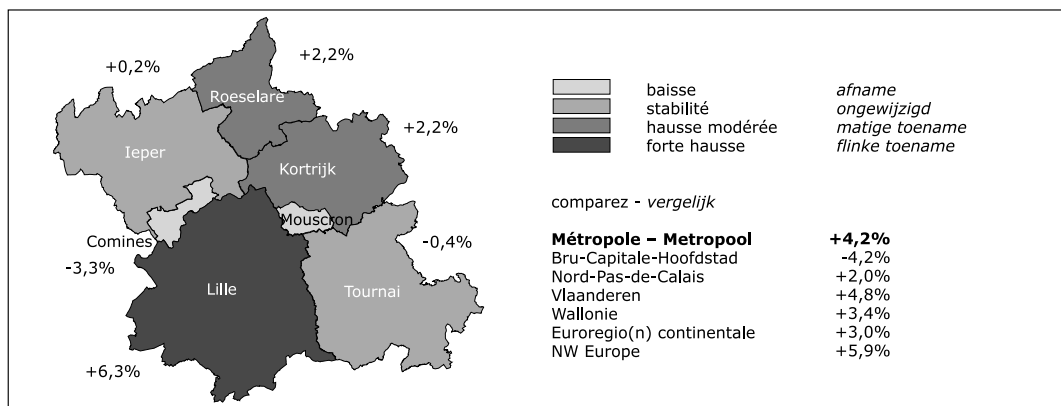 +2,2%
+0,2%
Roeselare
+2,2%
Ieper
Kortrijk
Mouscron
Comines
-0,4%
-3,3%
Lille
Tournai
+6,3%
baisse afname
stabilité ongewijzigd
hausse modérée matige toename
forte hausse flinke toename
comparez - vergelijk
Métropole – Metropool +4,2%
Bru-Capitale-Hoofdstad -4,2%
Nord-Pas-de-Calais +2,0%
Vlaanderen +4,8%
Wallonie +3,4%
Euroregio(n) continentale +3,0%
NW Europe +5,9%